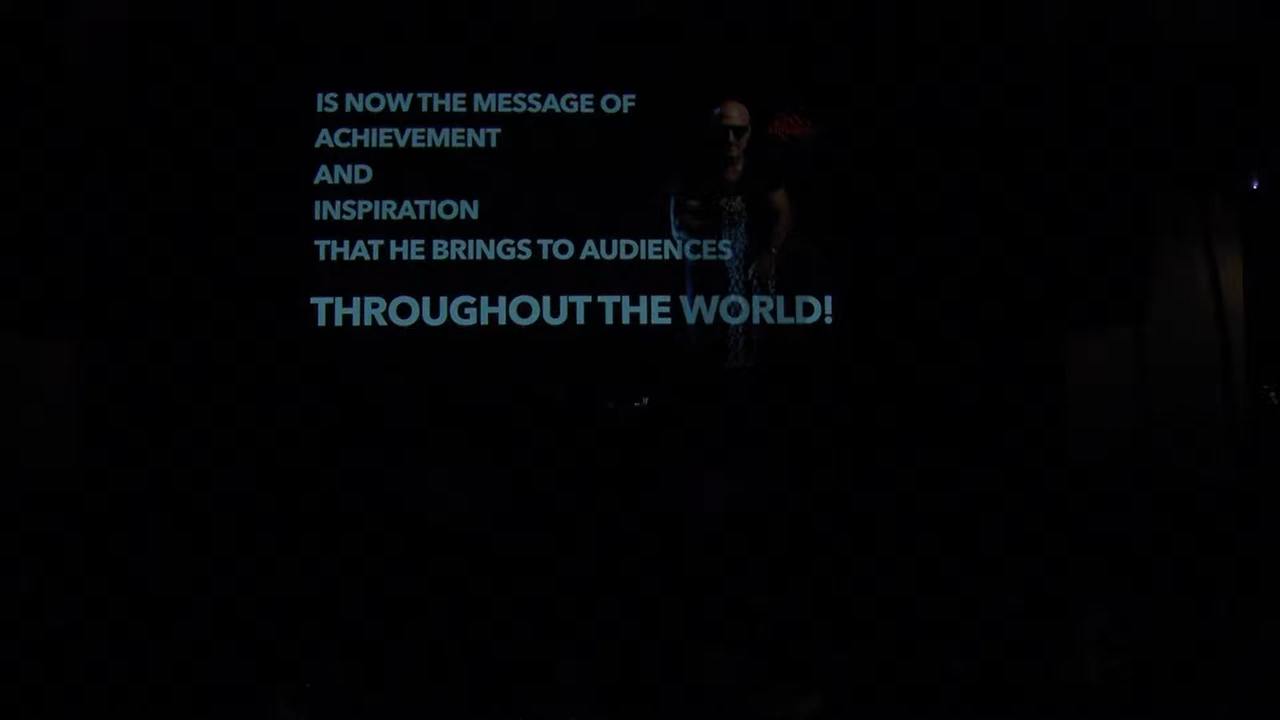 IS NOW THE MESSAGE OF
ACHIEVEMENT
AND
INSPIRATION
THAT HE BRINGS TO AUDIENCES
THROUGHOUT THE WORLD!